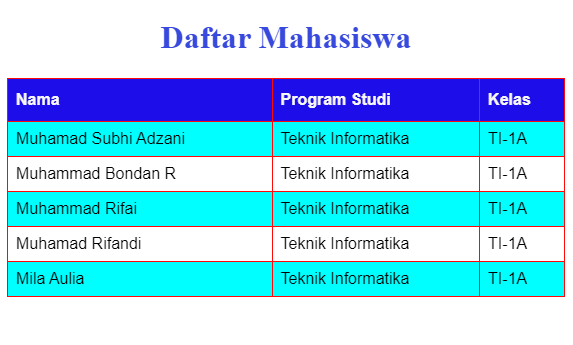 Daftar Mahasiswa
Nama Program Studi Kelas
Muhamad Subhi Adzani Teknik Informatika TI-1A
Muhammad Bondan R Teknik Informatika TI-1A
Muhammad Rifai Teknik Informatika TI-1A
Muhamad Rifandi Teknik Informatika TI-1A
Mila Aulia Teknik Informatika TI-1A